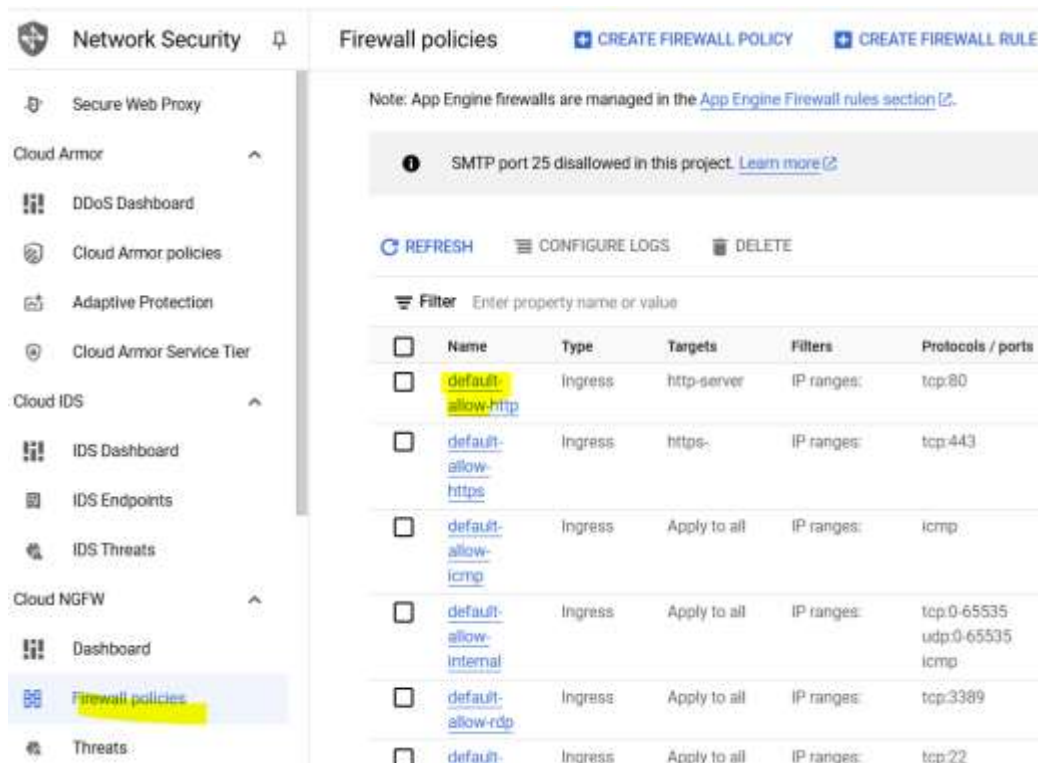 Network Security
Firewall policies
CREATE FIREWALL POLICY
CREATE FIREWALL RULE
Secure Web Proxy
Cloud Armor
DDoS Dashboard
Cloud Armor policies
Adaptive Protection
Cloud Armor Service Tier
Cloud IDS
IDS Dashboard
IDS Endpoints
IDS Threats
Cloud NGFW
Dashboard
Firewall policies
Threats
Note: App Engine firewalls are managed in the App Engine Firewall rules section.
SMTP port 25 disallowed in this project. Learn more
REFRESH
CONFIGURE LOGS
DELETE
Filter Enter property name or value
Name Type Targets Filters Protocols / ports
default- Ingress http-server IP ranges: tcp:80
allow-http
default- Ingress https- IP ranges: tcp:443
allow-
https
default- Ingress Apply to all IP ranges: icmp
allow-
icmp
default- Ingress Apply to all IP ranges: tcp:0-65535
allow- udp:0-65535
internal icmp
default- Ingress Apply to all IP ranges: tcp:3389
allow-rdp
default- Ingress Apply to all IP ranges: tcp:22